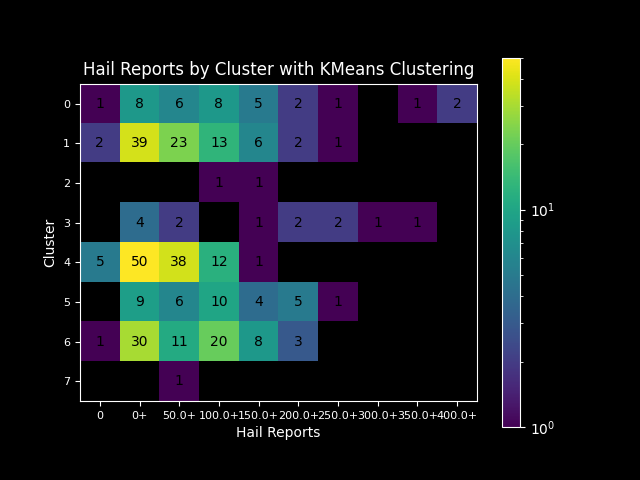 Hail Reports by Cluster with KMeans Clustering
0 1 8 6 8 5 2 1 1 2
1 2 39 23 13 6 2 1
2 1 1
3 4 2 1 2 2 1 1
4 5 50 38 12 1
5 9 6 10 4 5 1
6 1 30 11 20 8 3
7 1
0 0+ 50.0+ 100.0+ 150.0+ 200.0+ 250.0+ 300.0+ 350.0+ 400.0+
Hail Reports
Cluster
10¹
10⁰